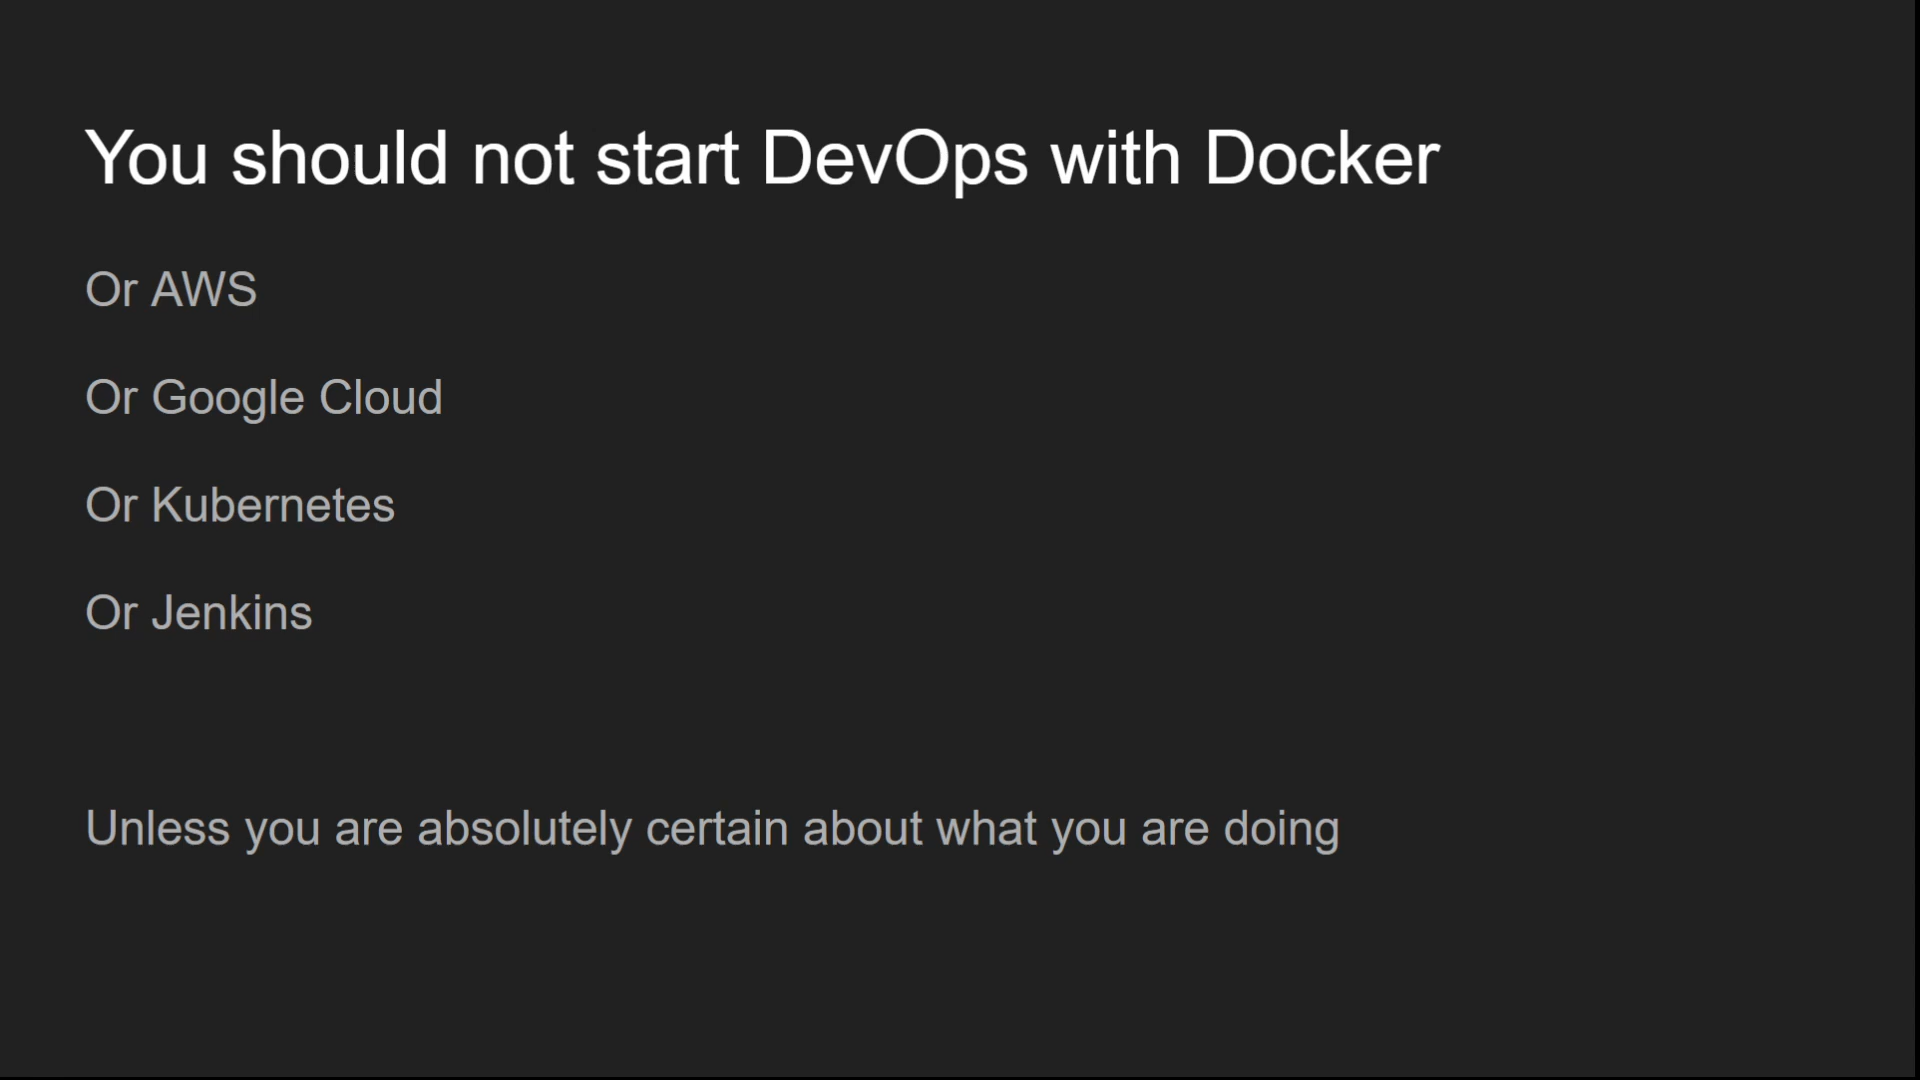 You should not start DevOps with Docker
Or AWS
Or Google Cloud
Or Kubernetes
Or Jenkins
Unless you are absolutely certain about what you are doing